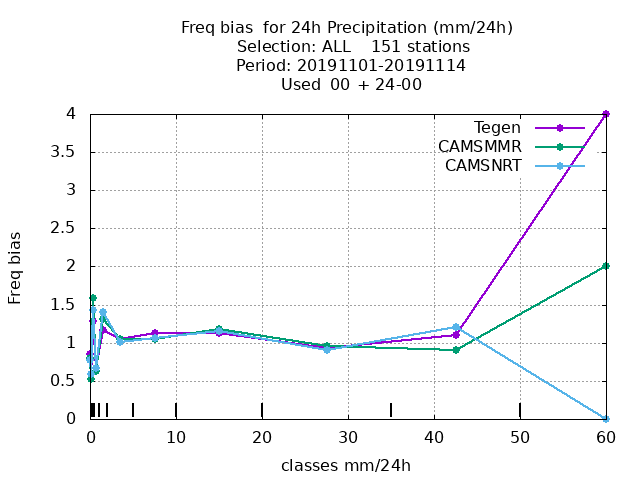 Freq bias  for 24h Precipitation (mm/24h)
Selection: ALL    151 stations
Period: 20191101-20191114
Used  00 + 24-00
Tegen
CAMSMMR
CAMSNRT
4
3.5
3
2.5
2
1.5
1
0.5
0
Freq bias
0 10 20 30 40 50 60
classes mm/24h